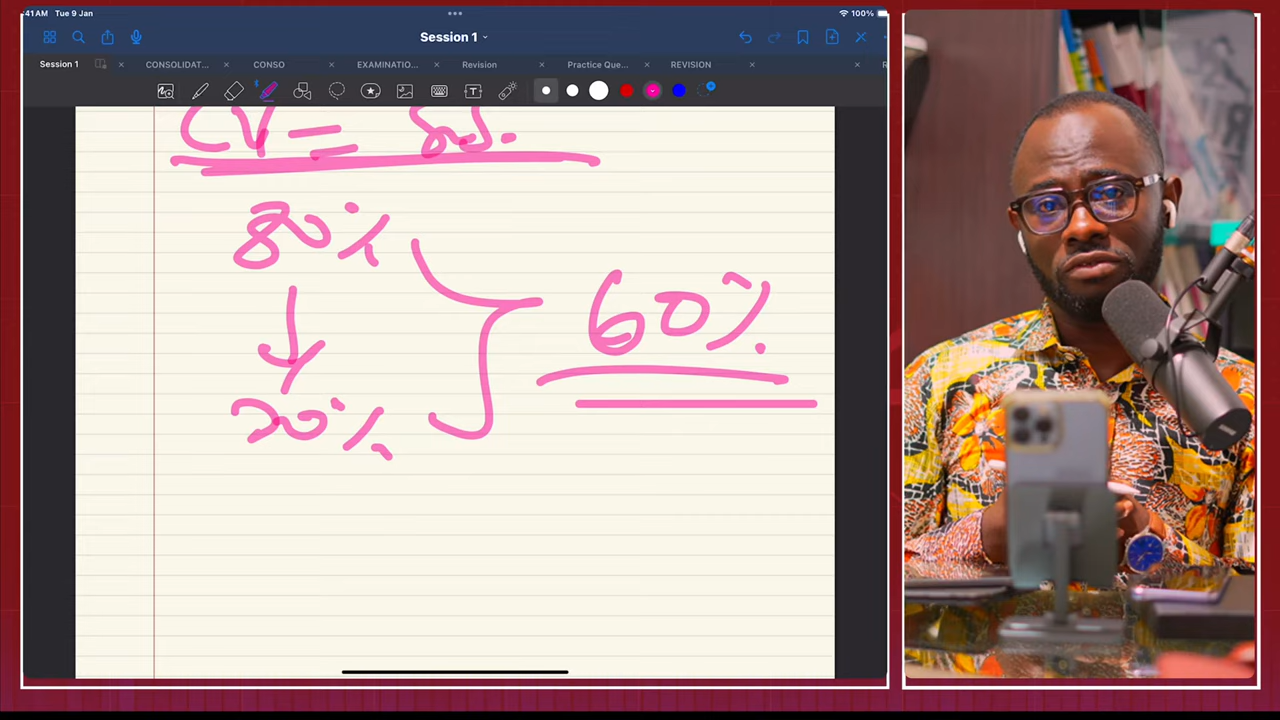 :41AM Tue 9 Jan
100%
Session 1
Session 1 CONSOLIDAT... CONSO EXAMINATIO... Revision Practice Que... REVISION
CV =
80%
60%
20%